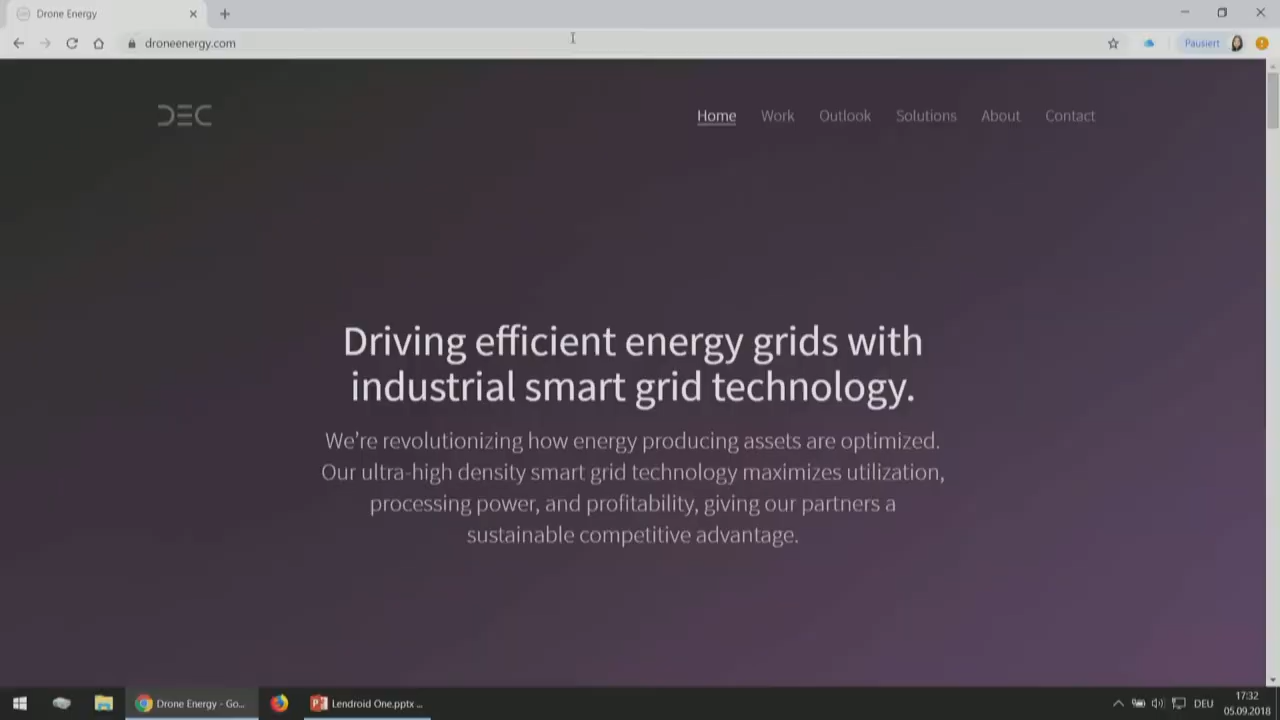 Drone Energy
droneenergy.com
Pausiert
DEC
Home Work Outlook Solutions About Contact
Driving efficient energy grids with
industrial smart grid technology.
We’re revolutionizing how energy producing assets are optimized.
Our ultra-high density smart grid technology maximizes utilization,
processing power, and profitability, giving our partners a
sustainable competitive advantage.
Drone Energy - Go...
Lendroid One.pptx ...
DEU
17:32
05.09.2018